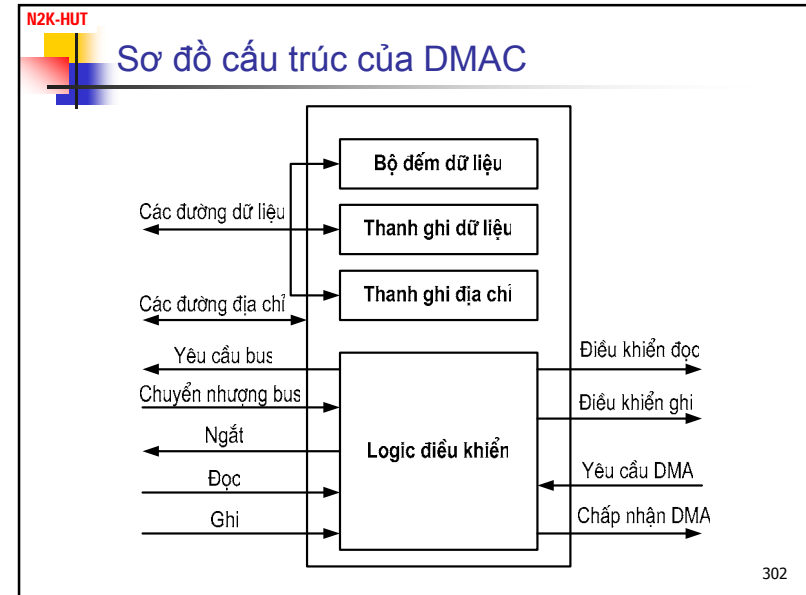 N2K-HUT
Sơ đồ cấu trúc của DMAC
Bộ đếm dữ liệu
Các đường dữ liệu
Thanh ghi dữ liệu
Thanh ghi địa chỉ
Các đường địa chỉ
Yêu cầu bus
Chuyển nhượng bus
Ngắt
Đọc
Ghi
Logic điều khiển
Điều khiển đọc
Điều khiển ghi
Yêu cầu DMA
Chấp nhận DMA
302